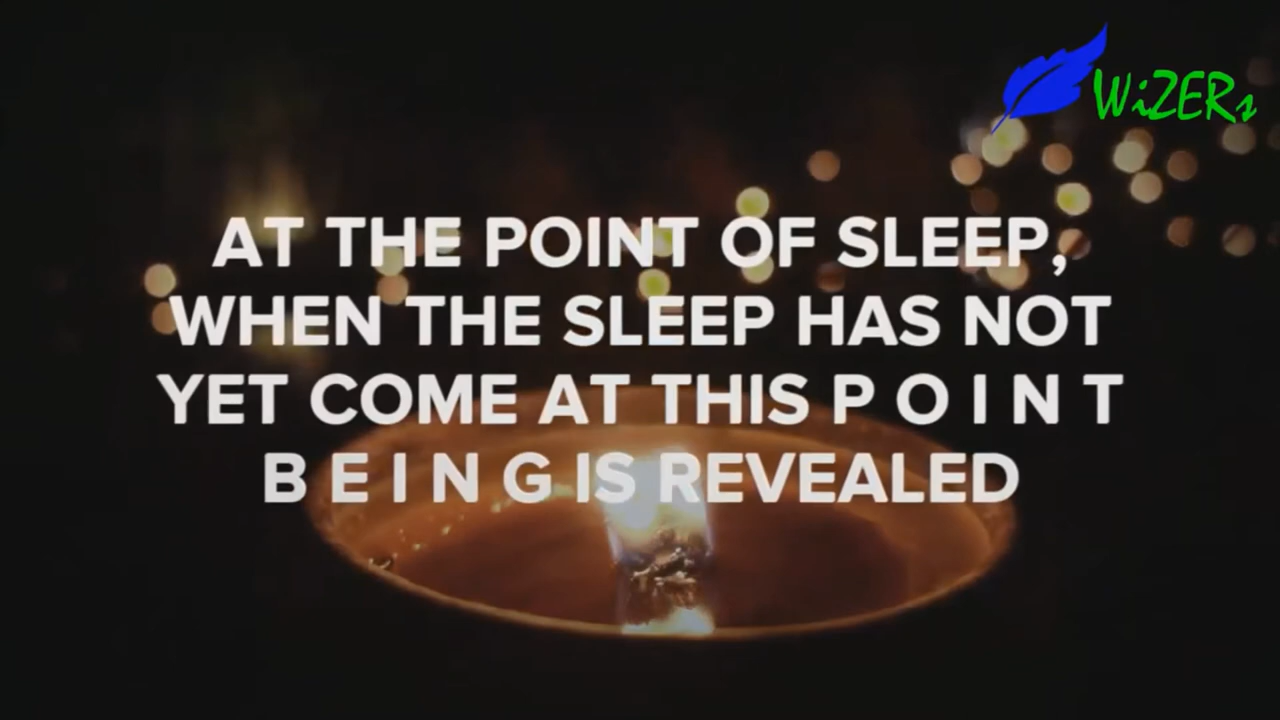 WiZERs
AT THE POINT OF SLEEP,
WHEN THE SLEEP HAS NOT
YET COME AT THIS P O I N T
B E I N G IS REVEALED